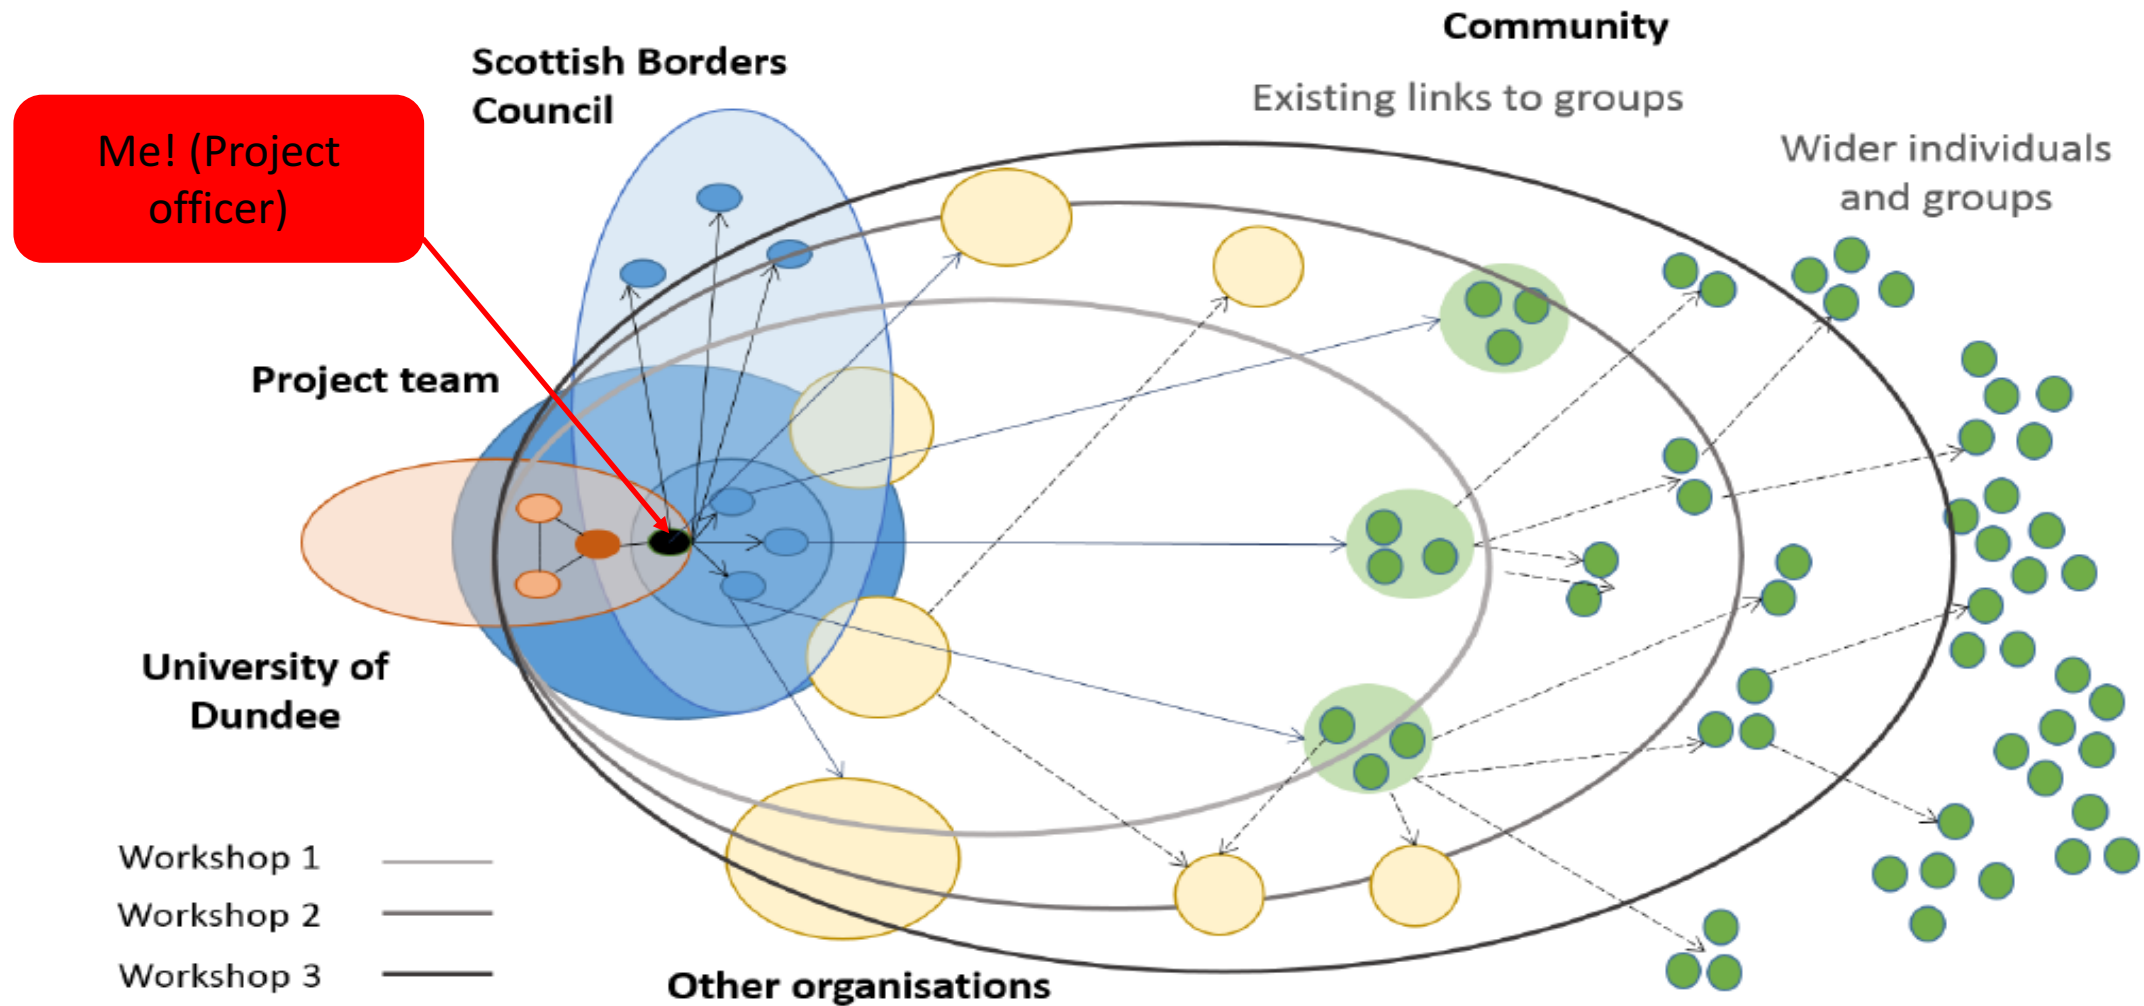 Community
Scottish Borders
Council
Existing links to groups
Me! (Project
officer)
Wider individuals
and groups
Project team
University of
Dundee
Workshop 1
Workshop 2
Workshop 3
Other organisations